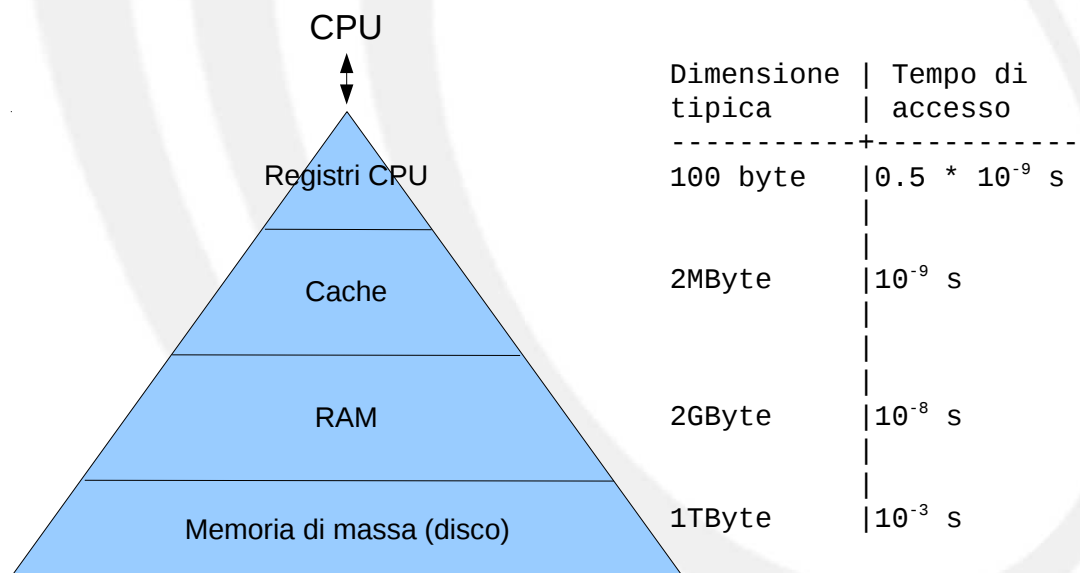 CPU
Registri CPU
Cache
RAM
Memoria di massa (disco)
Dimensione | Tempo di
tipica | accesso
-----------+------------
100 byte |0.5 * 10⁻⁹ s
|
|
2MByte |10⁻⁹ s
|
|
|
2GByte |10⁻⁸ s
|
|
1TByte |10⁻³ s